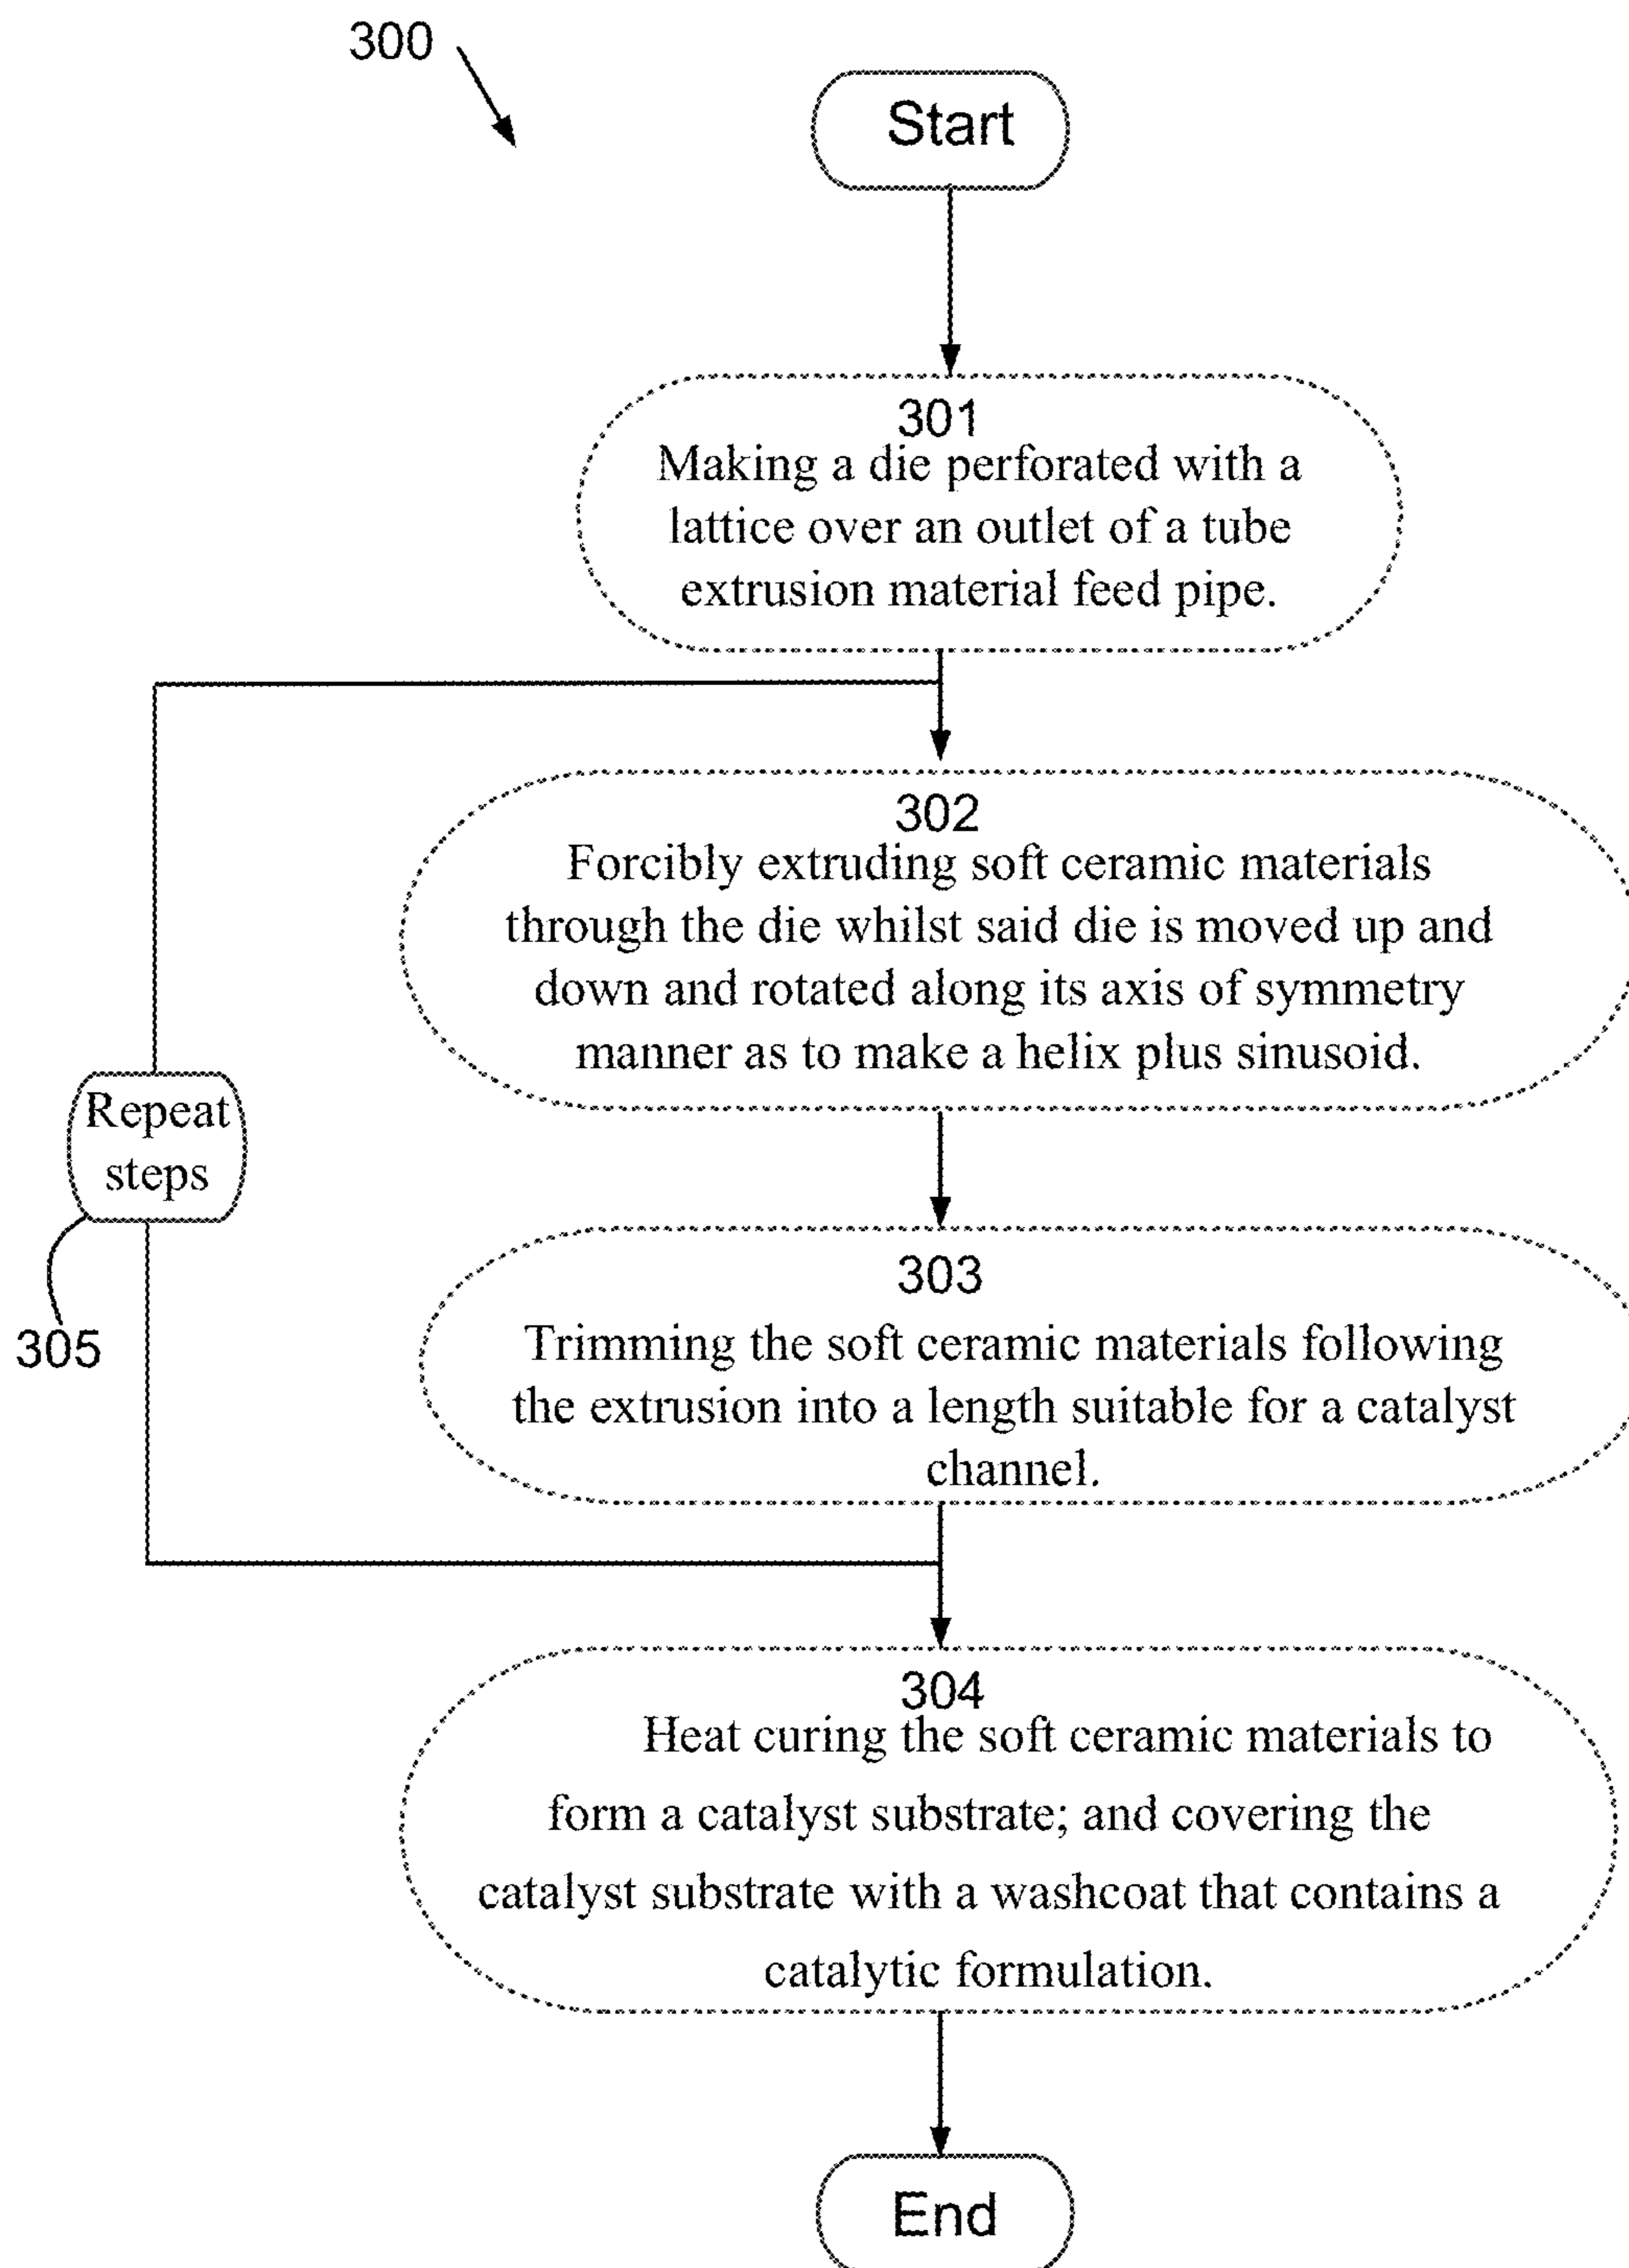 300
Start
301
Making a die perforated with a
lattice over an outlet of a tube
extrusion material feed pipe.
302
Forcibly extruding soft ceramic materials
through the die whilst said die is moved up and
down and rotated along its axis of symmetry
manner as to make a helix plus sinusoid.
Repeat
steps
305
303
Trimming the soft ceramic materials following
the extrusion into a length suitable for a catalyst
channel.
304
Heat curing the soft ceramic materials to
form a catalyst substrate; and covering the
catalyst substrate with a washcoat that contains a
catalytic formulation.
End